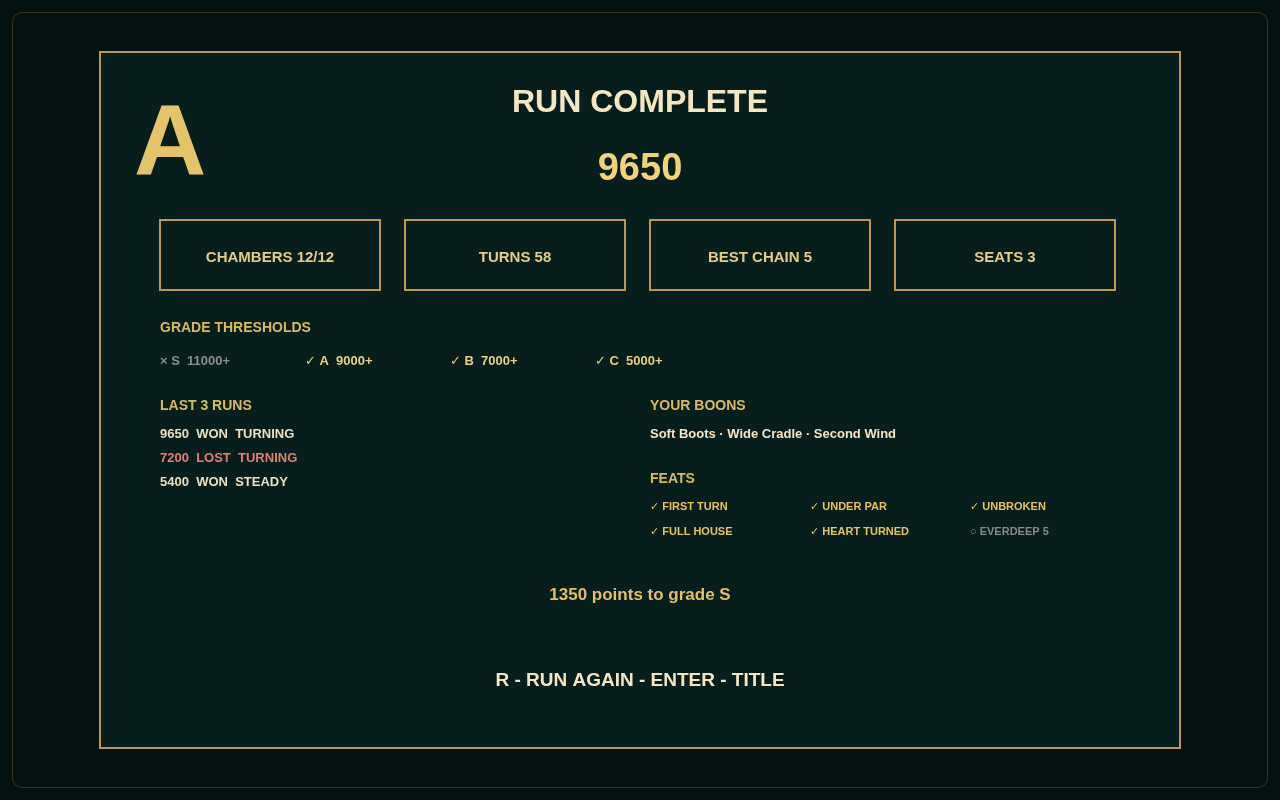 A
RUN COMPLETE
9650
CHAMBERS 12/12
TURNS 58
BEST CHAIN 5
SEATS 3
GRADE THRESHOLDS
× S 11000+
✓ A 9000+
✓ B 7000+
✓ C 5000+
LAST 3 RUNS
9650 WON TURNING
7200 LOST TURNING
5400 WON STEADY
YOUR BOONS
Soft Boots · Wide Cradle · Second Wind
FEATS
✓ FIRST TURN
✓ UNDER PAR
✓ UNBROKEN
✓ FULL HOUSE
✓ HEART TURNED
○ EVERDEEP 5
1350 points to grade S
R - RUN AGAIN - ENTER - TITLE